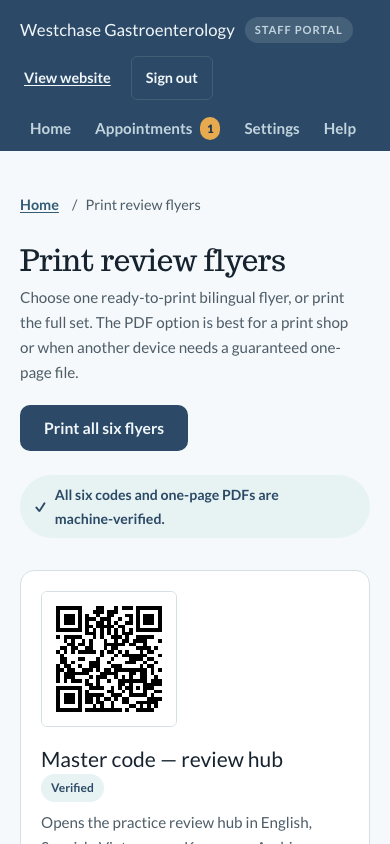 Westchase Gastroenterology STAFF PORTAL
View website Sign out
Home Appointments 1 Settings Help
Home / Print review flyers
Print review flyers
Choose one ready-to-print bilingual flyer, or print
the full set. The PDF option is best for a print shop
or when another device needs a guaranteed one-
page file.
Print all six flyers
All six codes and one-page PDFs are
machine-verified.
Master code — review hub
Verified
Opens the practice review hub in English,